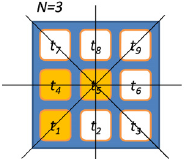 N=3
t₇ t₈ t₉
t₄ t₅ t₆
t₁ t₂ t₃